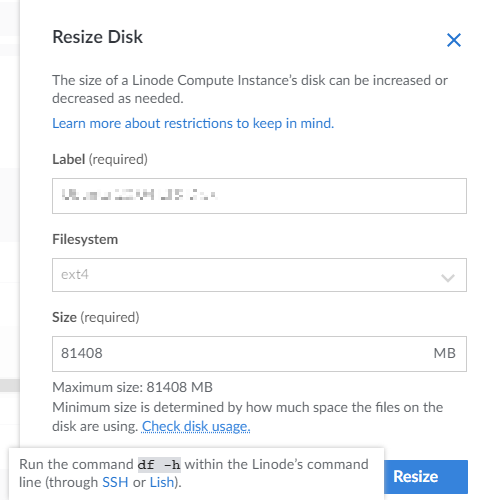 Resize Disk
The size of a Linode Compute Instance's disk can be increased or
decreased as needed.
Learn more about restrictions to keep in mind.
Label (required)
Filesystem
ext4
Size (required)
81408 MB
Maximum size: 81408 MB
Minimum size is determined by how much space the files on the
disk are using. Check disk usage.
Run the command df -h within the Linode's command
line (through SSH or Lish).
Resize